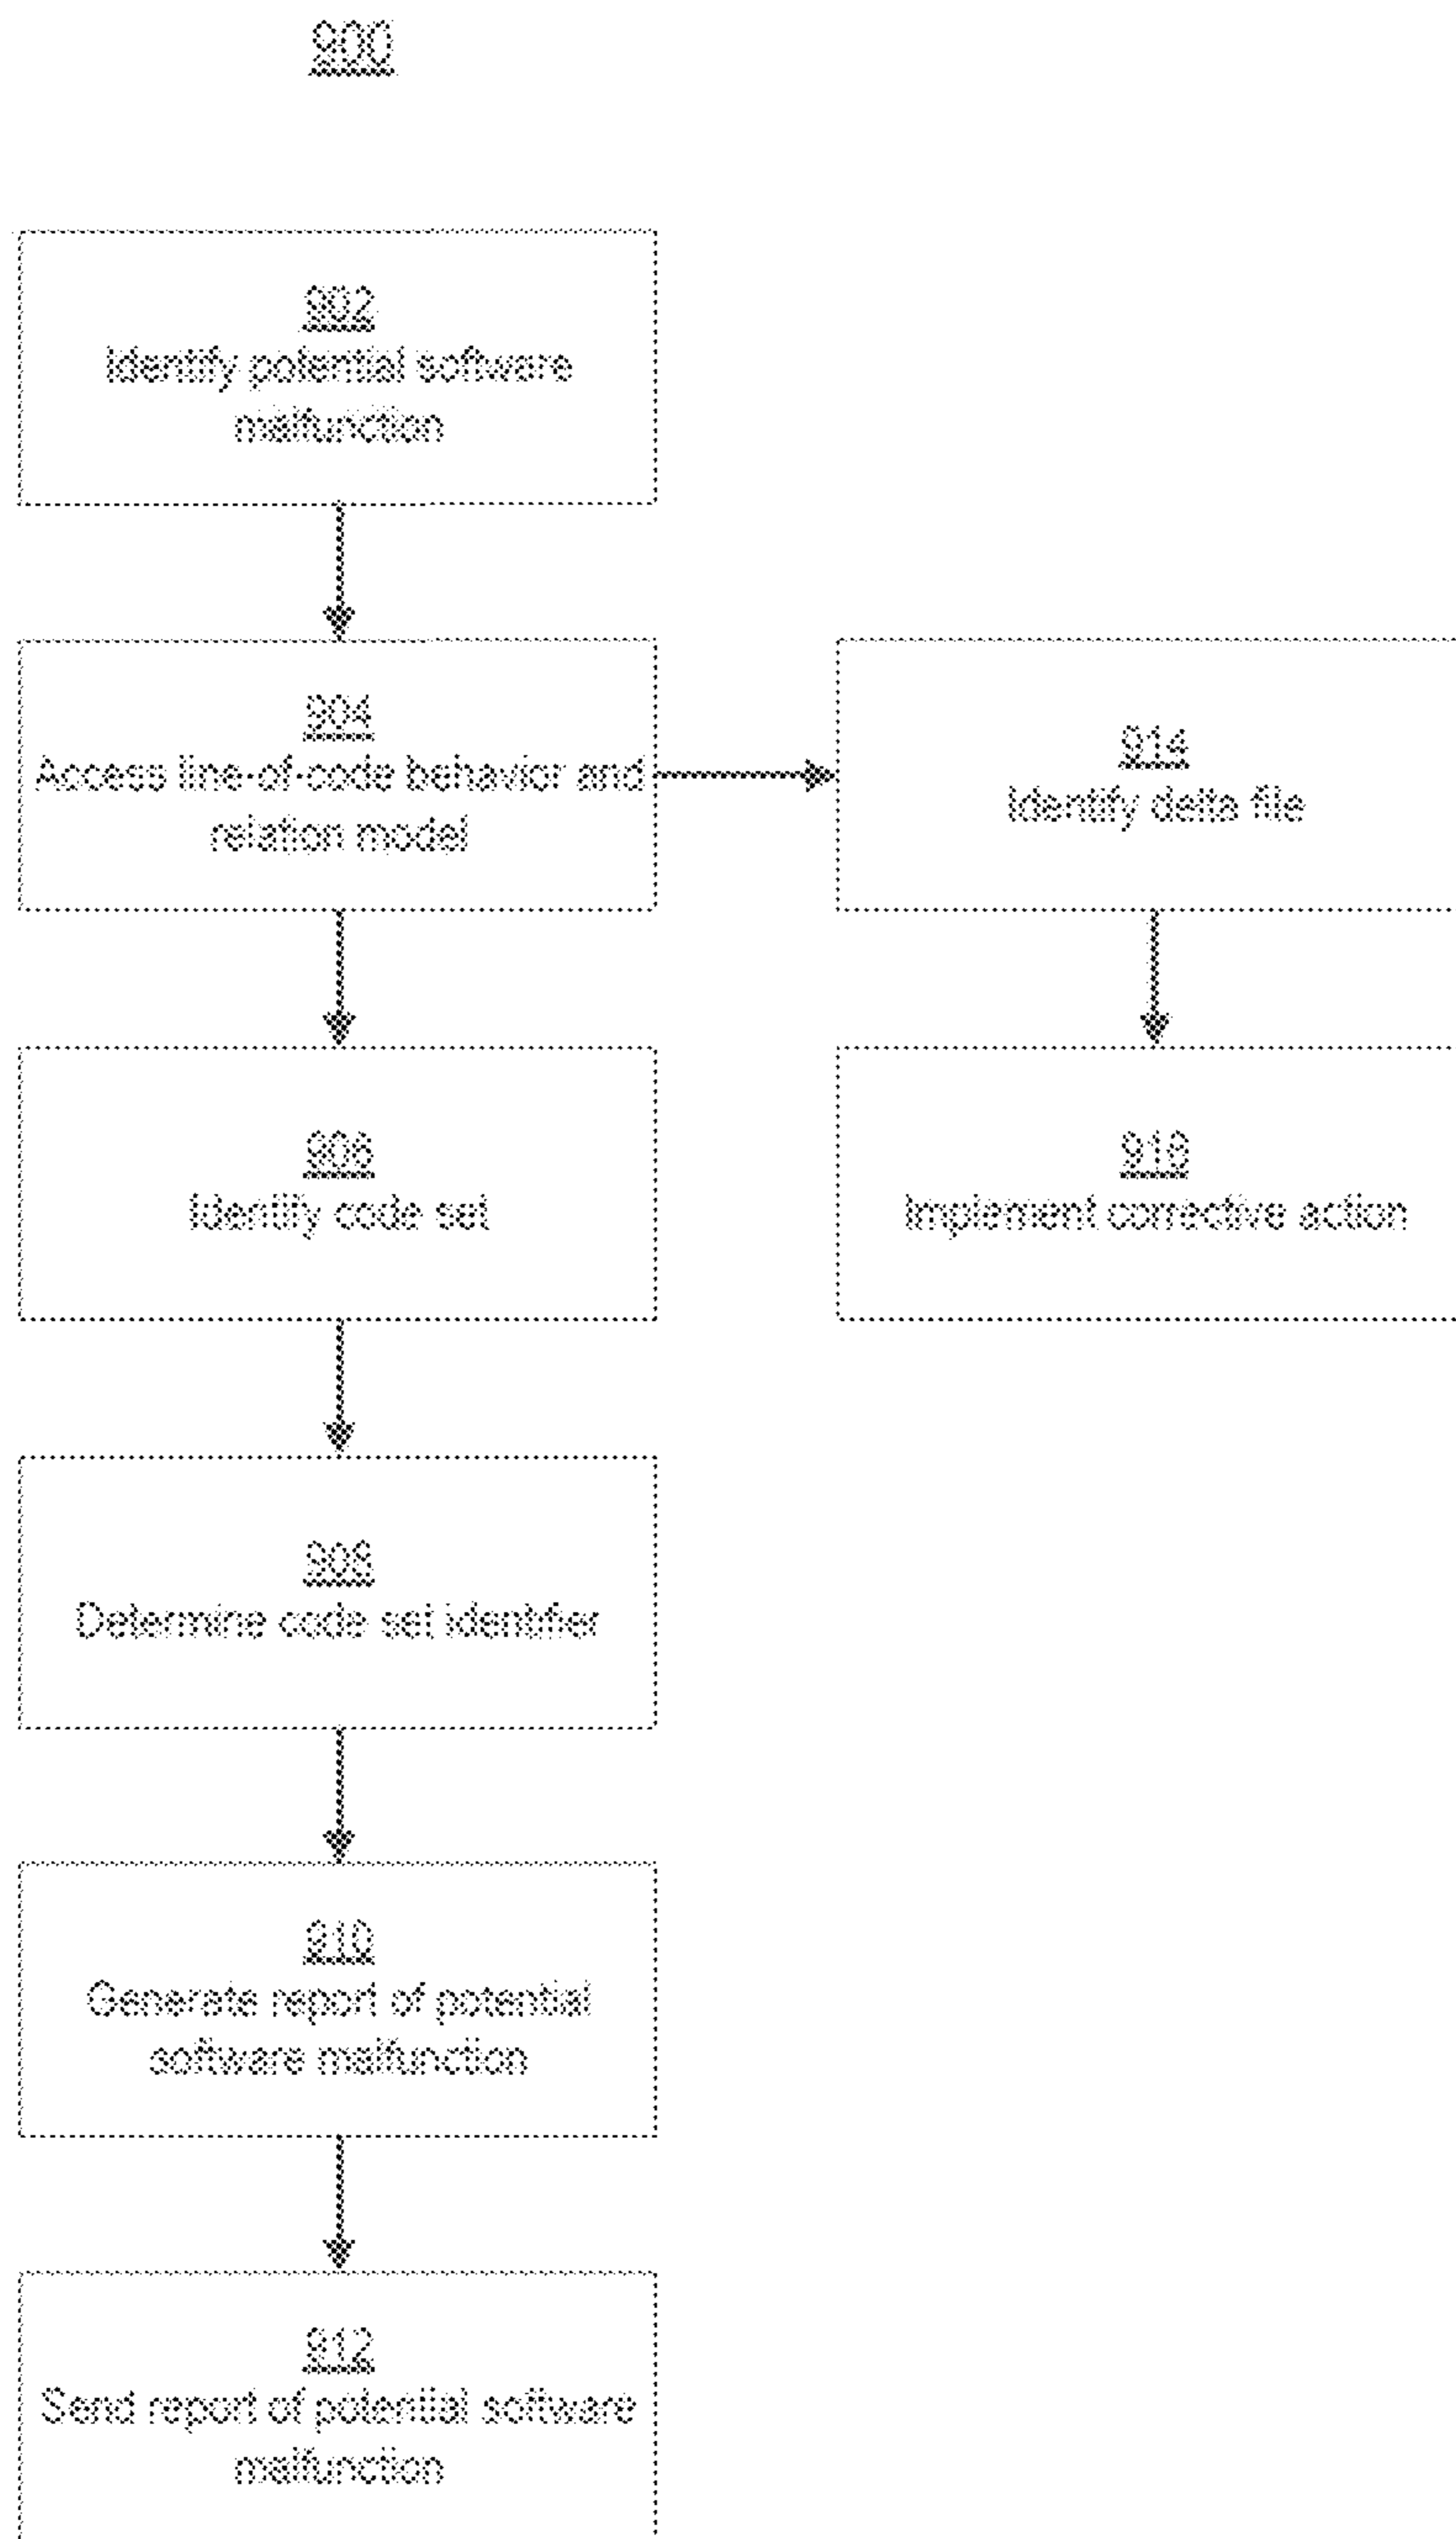 900
902
Identify potential software
malfunction
904
Access line-of-code behavior and
relation model
914
Identify delta file
906
Identify code set
916
Implement corrective action
908
Determine code set identifier
910
Generate report of potential
software malfunction
912
Send report of potential software
malfunction